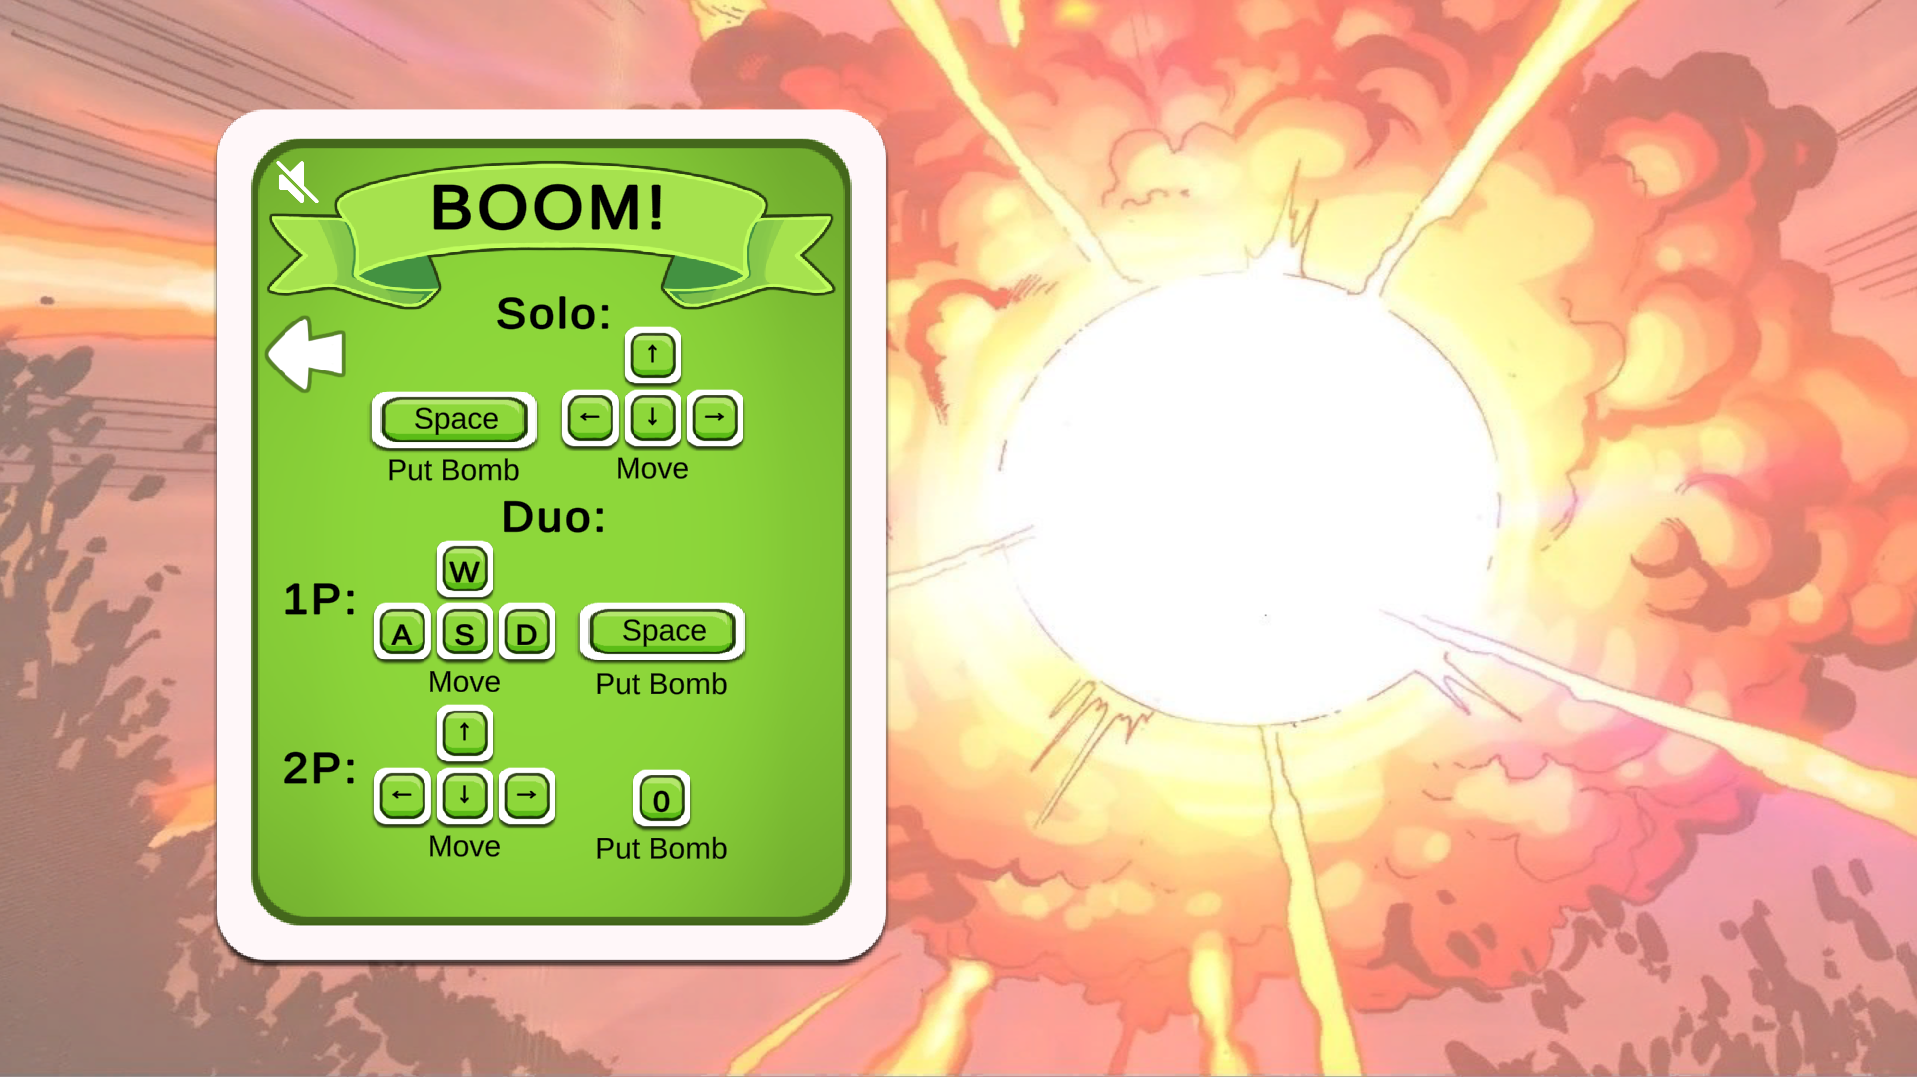 BOOM!
Solo:
↑
Space ← ↓ →
Put Bomb Move
Duo:
W
1P:
A S D Space
Move Put Bomb
↑
2P:
← ↓ → 0
Move Put Bomb